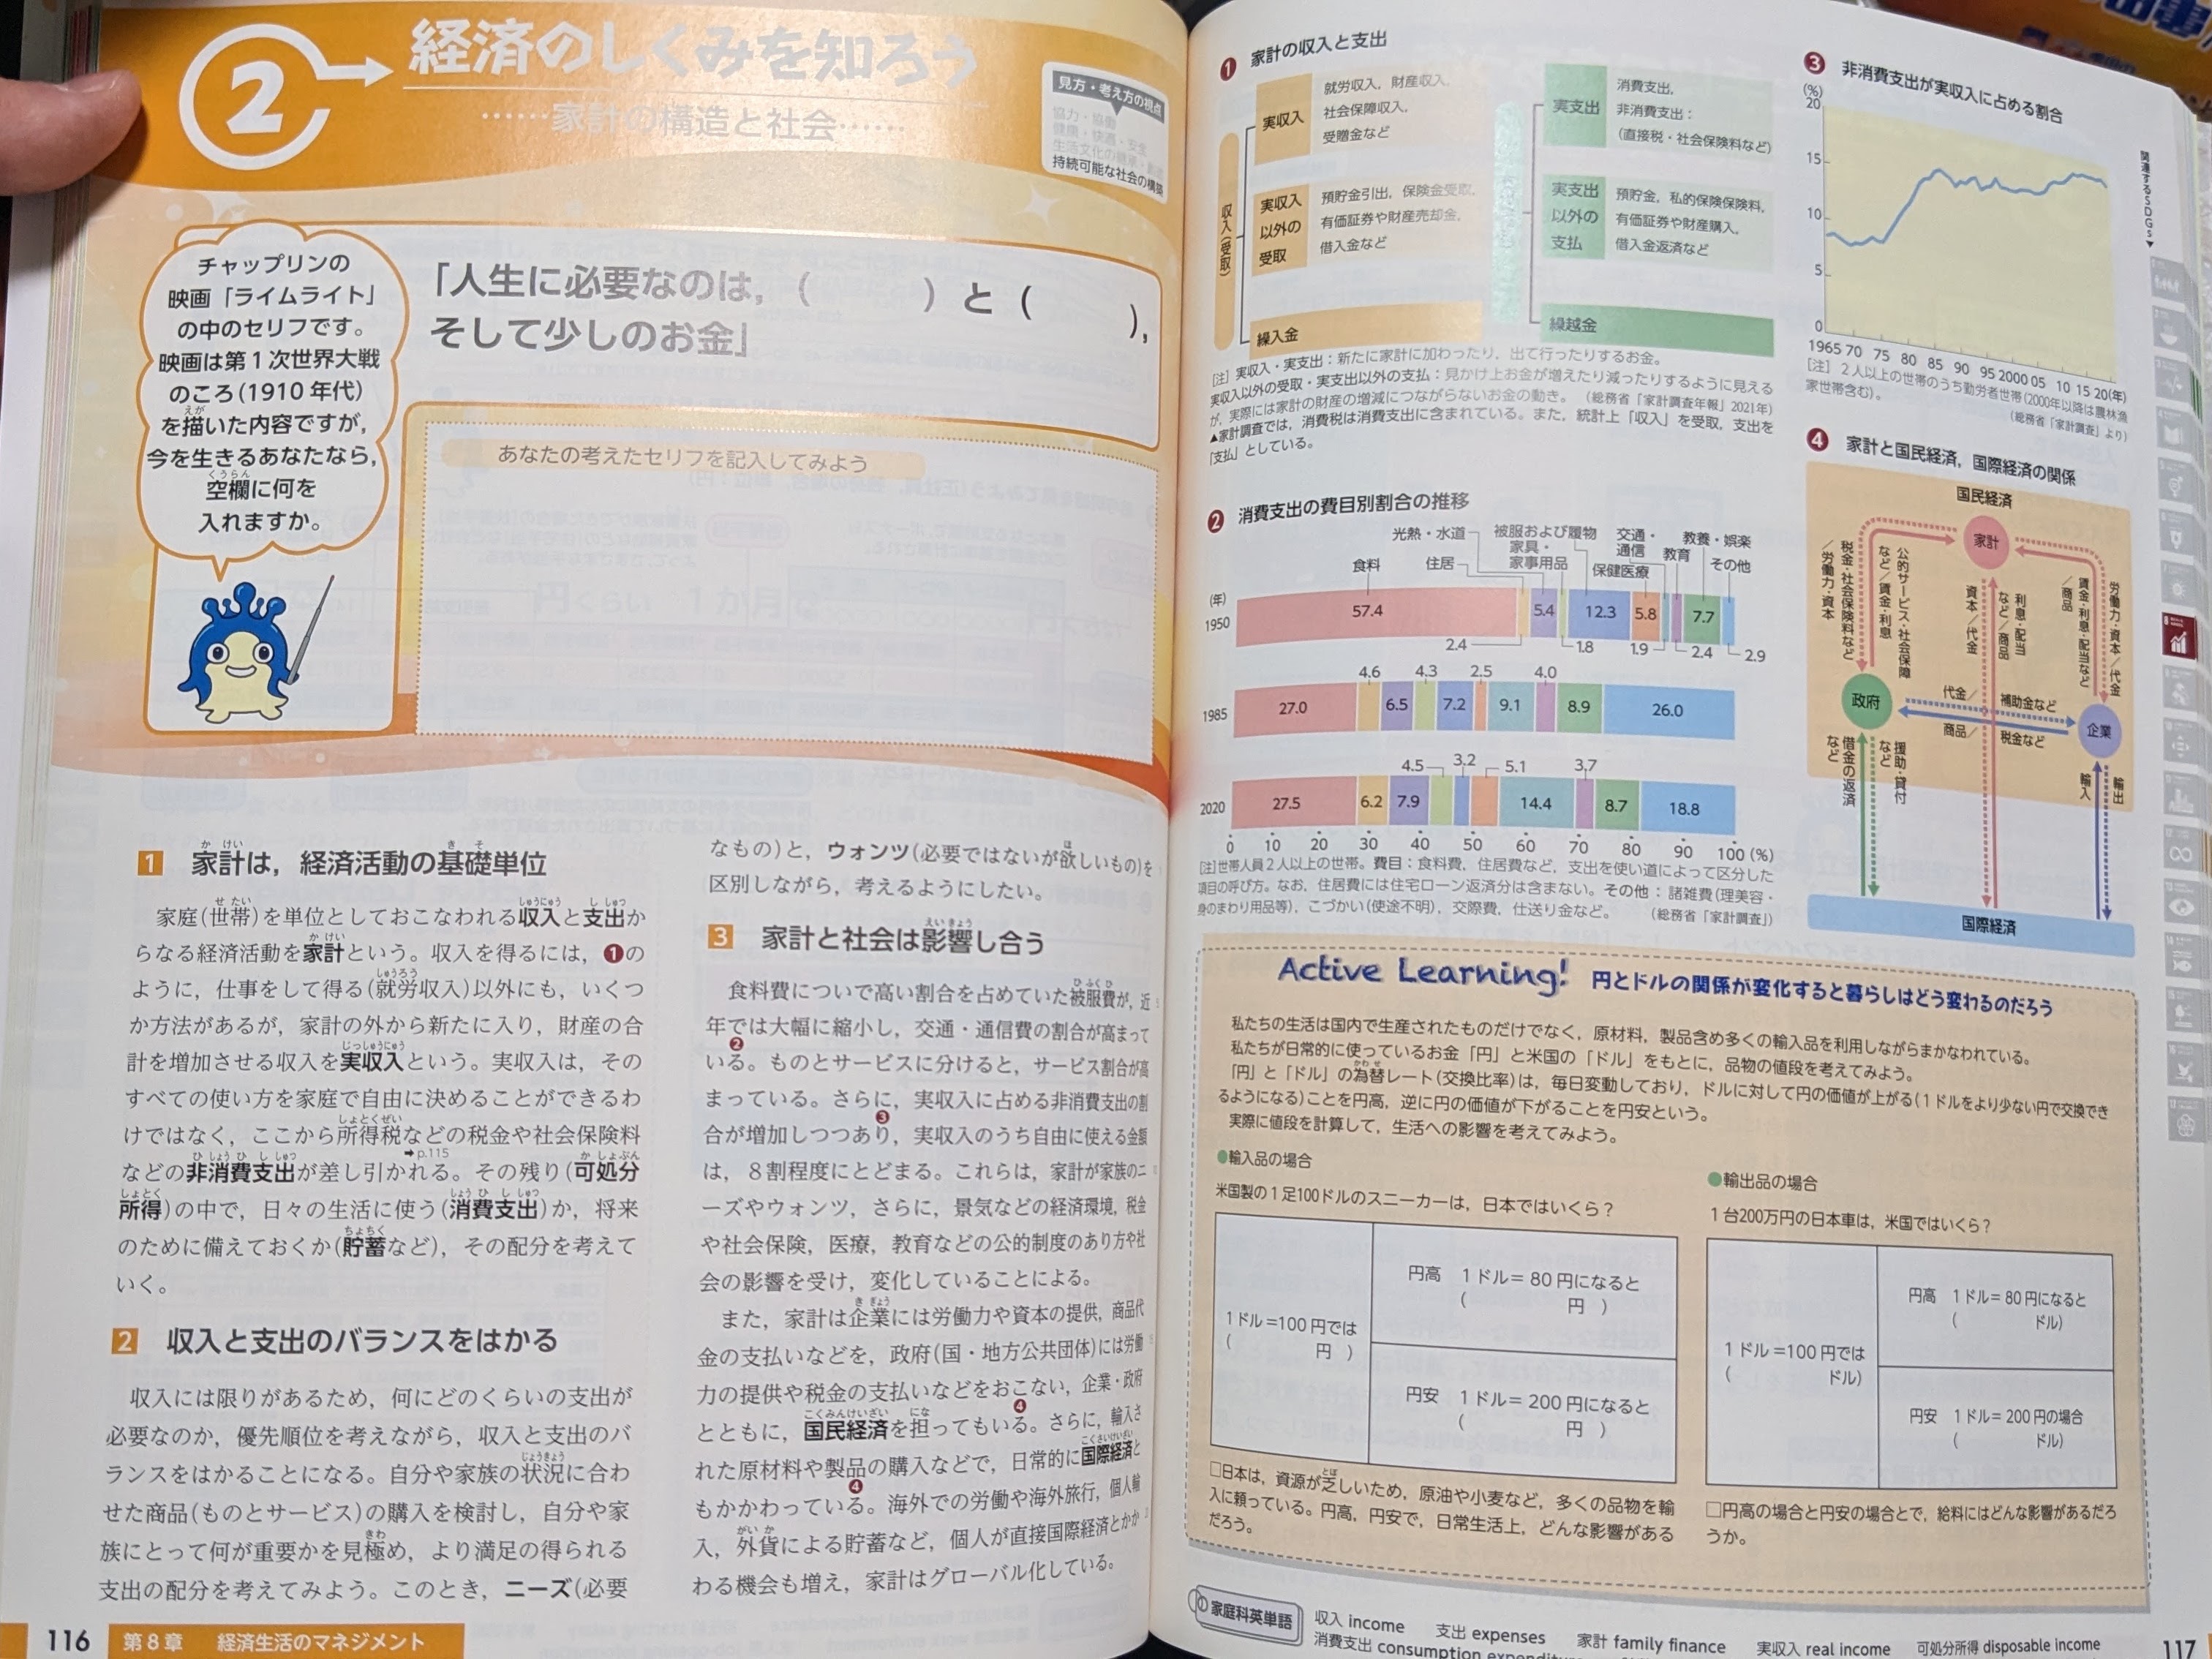 2
経済のしくみを知ろう
……家計の構造と社会……
見方・考え方の視点
協力・協働
健康・快適・安全
持続可能な社会の構築
チャップリンの
映画「ライムライト」
の中のセリフです。
映画は第1次世界大戦
のころ(1910年代)
を描いた内容ですが,
今を生きるあなたなら,
空欄に何を
入れますか。
「人生に必要なのは,（　　　）と（　　　）,
そして少しのお金」
あなたの考えたセリフを記入してみよう
1 家計は，経済活動の基礎単位
家庭(世帯)を単位としておこなわれる収入と支出か
らなる経済活動を家計という。収入を得るには，❶の
ように，仕事をして得る(就労収入)以外にも，いくつ
か方法があるが，家計の外から新たに入り，財産の合
計を増加させる収入を実収入という。実収入は，その
すべての使い方を家庭で自由に決めることができるわ
けではなく，ここから所得税などの税金や社会保険料
➡p.115
などの非消費支出が差し引かれる。その残り(可処分
所得)の中で，日々の生活に使う(消費支出)か，将来
のために備えておくか(貯蓄など)，その配分を考えて
いく。
2 収入と支出のバランスをはかる
収入には限りがあるため，何にどのくらいの支出が
必要なのか，優先順位を考えながら，収入と支出のバ
ランスをはかることになる。自分や家族の状況に合わ
せた商品(ものとサービス)の購入を検討し，自分や家
族にとって何が重要かを見極め，より満足の得られる
支出の配分を考えてみよう。このとき，ニーズ(必要
なもの)と，ウォンツ(必要ではないが欲しいもの)を
区別しながら，考えるようにしたい。
3 家計と社会は影響し合う
食料費についで高い割合を占めていた被服費が，近
年では大幅に縮小し，交通・通信費の割合が高まって
❷
いる。ものとサービスに分けると，サービス割合が高
まっている。さらに，実収入に占める非消費支出の割
❸
合が増加しつつあり，実収入のうち自由に使える金額
は，8割程度にとどまる。これらは，家計が家族のニ
ーズやウォンツ，さらに，景気などの経済環境，税金
や社会保険，医療，教育などの公的制度のあり方や社
会の影響を受け，変化していることによる。
また，家計は企業には労働力や資本の提供，商品代
金の支払いなどを，政府(国・地方公共団体)には労働
力の提供や税金の支払いなどをおこない，企業・政府
とともに，国民経済を担ってもいる。さらに，輸入さ
❹
れた原材料や製品の購入などで，日常的に国際経済と
もかかわっている。海外での労働や海外旅行，個人輸
❹
入，外貨による貯蓄など，個人が直接国際経済とかか
わる機会も増え，家計はグローバル化している。
116 第8章 経済生活のマネジメント
❶ 家計の収入と支出
収入(受取)
実収入
就労収入，財産収入，
社会保障収入，
受贈金など
実収入
以外の
受取
預貯金引出，保険金受取，
有価証券や財産売却金，
借入金など
繰入金
実支出
消費支出，
非消費支出：
(直接税・社会保険料など)
実支出
以外の
支払
預貯金，私的保険保険料，
有価証券や財産購入，
借入金返済など
繰越金
[注] 実収入・実支出：新たに家計に加わったり，出て行ったりするお金。
実収入以外の受取・実支出以外の支払：見かけ上お金が増えたり減ったりするように見える
が，実際には家計の財産の増減につながらないお金の動き。 (総務省「家計調査年報」2021年)
▲家計調査では，消費税は消費支出に含まれている。また，統計上「収入」を受取，支出を
「支払」としている。
❷ 消費支出の費目別割合の推移
食料
住居
光熱・水道
家具・
家事用品
被服および履物
保健医療
交通・
通信
教育
教養・娯楽
その他
(年)
1950
57.4
2.4
5.4
1.8
12.3
5.8
1.9
2.4
7.7
2.9
1985
27.0
4.6
6.5
4.3
7.2
2.5
9.1
4.0
8.9
26.0
2020
27.5
6.2
7.9
4.5
3.2
5.1
14.4
3.7
8.7
18.8
0 10 20 30 40 50 60 70 80 90 100 (%)
[注]世帯人員2人以上の世帯。費目：食料費，住居費など，支出を使い道によって区分した
項目の呼び方。なお，住居費には住宅ローン返済分は含まない。その他：諸雑費(理美容・
身のまわり用品等)，こづかい(使途不明)，交際費，仕送り金など。 (総務省「家計調査」)
❸ 非消費支出が実収入に占める割合
(%)
20
15
10
5
0
1965 70 75 80 85 90 95 2000 05 10 15 20(年)
[注] 2人以上の世帯のうち勤労者世帯(2000年以降は農林漁
家世帯含む)。
(総務省「家計調査」より)
関連するSDGs▼
❹ 家計と国民経済，国際経済の関係
国民経済
家計
税金・社会保険料など
／労働力・資本
公的サービス・社会保障
など／賃金・利息
資本／代金
利息・配当
など／商品
賃金・利息・配当など
／商品
労働力・資本／代金
政府
代金／
補助金など
商品／
税金など
企業
借金の返済
など
援助・貸付
など
輸入
輸出
国際経済
Active Learning! 円とドルの関係が変化すると暮らしはどう変わるのだろう
私たちの生活は国内で生産されたものだけでなく，原材料，製品含め多くの輸入品を利用しながらまかなわれている。
私たちが日常的に使っているお金「円」と米国の「ドル」をもとに，品物の値段を考えてみよう。
「円」と「ドル」の為替レート(交換比率)は，毎日変動しており，ドルに対して円の価値が上がる(1ドルをより少ない円で交換でき
るようになる)ことを円高，逆に円の価値が下がることを円安という。
実際に値段を計算して，生活への影響を考えてみよう。
●輸入品の場合
米国製の1足100ドルのスニーカーは，日本ではいくら？
1ドル=100円では
(　　　円　)
円高 1ドル= 80円になると
(　　　円　)
円安 1ドル= 200円になると
(　　　円　)
□日本は，資源が乏しいため，原油や小麦など，多くの品物を輸
入に頼っている。円高，円安で，日常生活上，どんな影響がある
だろう。
●輸出品の場合
1台200万円の日本車は，米国ではいくら？
1ドル=100円では
(　　　ドル)
円高 1ドル= 80円になると
(　　　ドル)
円安 1ドル= 200円の場合
(　　　ドル)
□円高の場合と円安の場合とで，給料にはどんな影響があるだろ
うか。
家庭科英単語
収入 income 支出 expenses 家計 family finance 実収入 real income 可処分所得 disposable income
消費支出 consumption
117